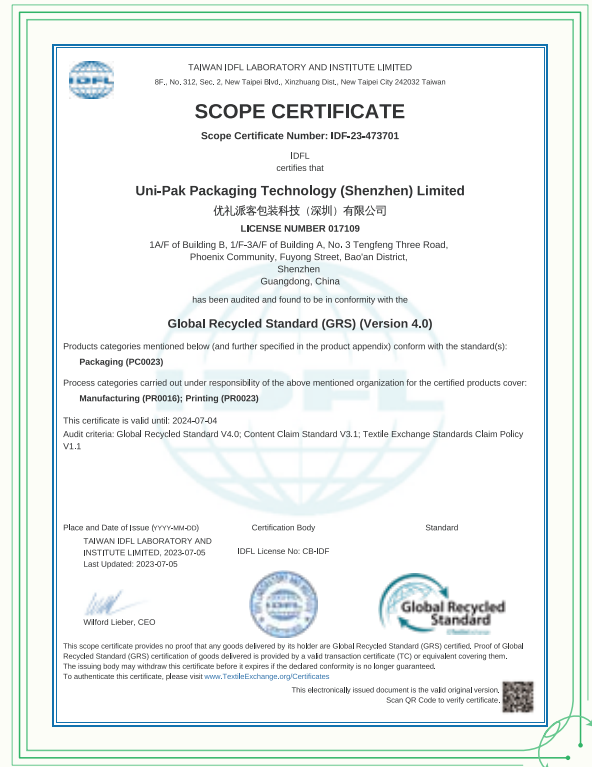 IDFL
TAIWAN IDFL LABORATORY AND INSTITUTE LIMITED
8F., No. 312, Sec. 2, New Taipei Blvd., Xinzhuang Dist., New Taipei City 242032 Taiwan
SCOPE CERTIFICATE
Scope Certificate Number: IDF-23-473701
IDFL
certifies that
Uni-Pak Packaging Technology (Shenzhen) Limited
优礼派客包装科技（深圳）有限公司
LICENSE NUMBER 017109
1A/F of Building B, 1/F-3A/F of Building A, No. 3 Tengfeng Three Road,
Phoenix Community, Fuyong Street, Bao'an District,
Shenzhen
Guangdong, China
has been audited and found to be in conformity with the
Global Recycled Standard (GRS) (Version 4.0)
Products categories mentioned below (and further specified in the product appendix) conform with the standard(s):
Packaging (PC0023)
Process categories carried out under responsibility of the above mentioned organization for the certified products cover:
Manufacturing (PR0016); Printing (PR0023)
IDFL
This certificate is valid until: 2024-07-04
Audit criteria: Global Recycled Standard V4.0; Content Claim Standard V3.1; Textile Exchange Standards Claim Policy
V1.1
Place and Date of Issue (YYYY-MM-DD)
Certification Body
Standard
TAIWAN IDFL LABORATORY AND
INSTITUTE LIMITED, 2023-07-05
Last Updated: 2023-07-05
IDFL License No: CB-IDF
IDFL
CERTIFIED
Global Recycled
Standard
Wilford Lieber, CEO
This scope certificate provides no proof that any goods delivered by its holder are Global Recycled Standard (GRS) certified. Proof of Global
Recycled Standard (GRS) certification of goods delivered is provided by a valid transaction certificate (TC) or equivalent covering them.
The issuing body may withdraw this certificate before it expires if the declared conformity is no longer guaranteed.
To authenticate this certificate, please visit www.TextileExchange.org/Certificates
This electronically issued document is the valid original version.
Scan QR Code to verify certificate.